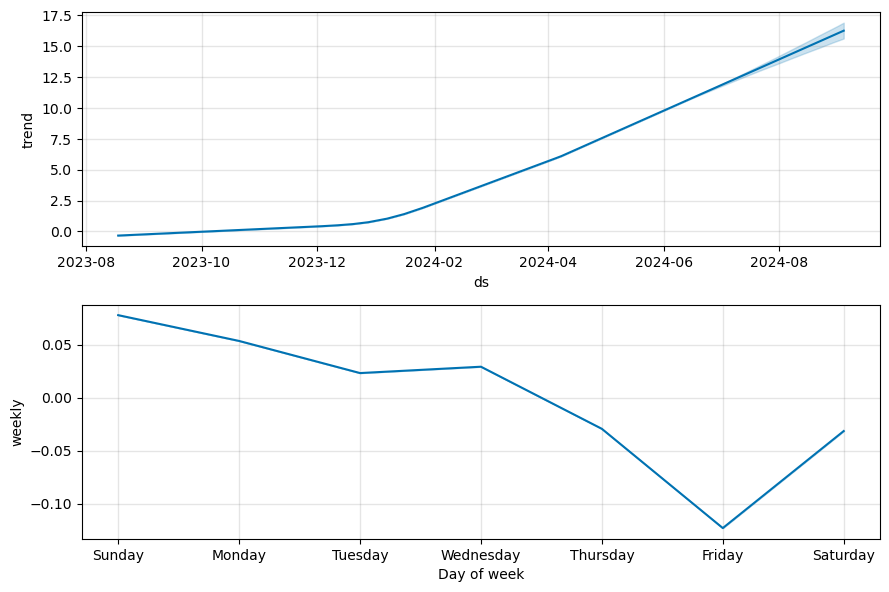 17.5
15.0
12.5
10.0
7.5
5.0
2.5
0.0
trend
2023-08 2023-10 2023-12 2024-02 2024-04 2024-06 2024-08
ds
0.05
0.00
−0.05
−0.10
weekly
Sunday Monday Tuesday Wednesday Thursday Friday Saturday
Day of week